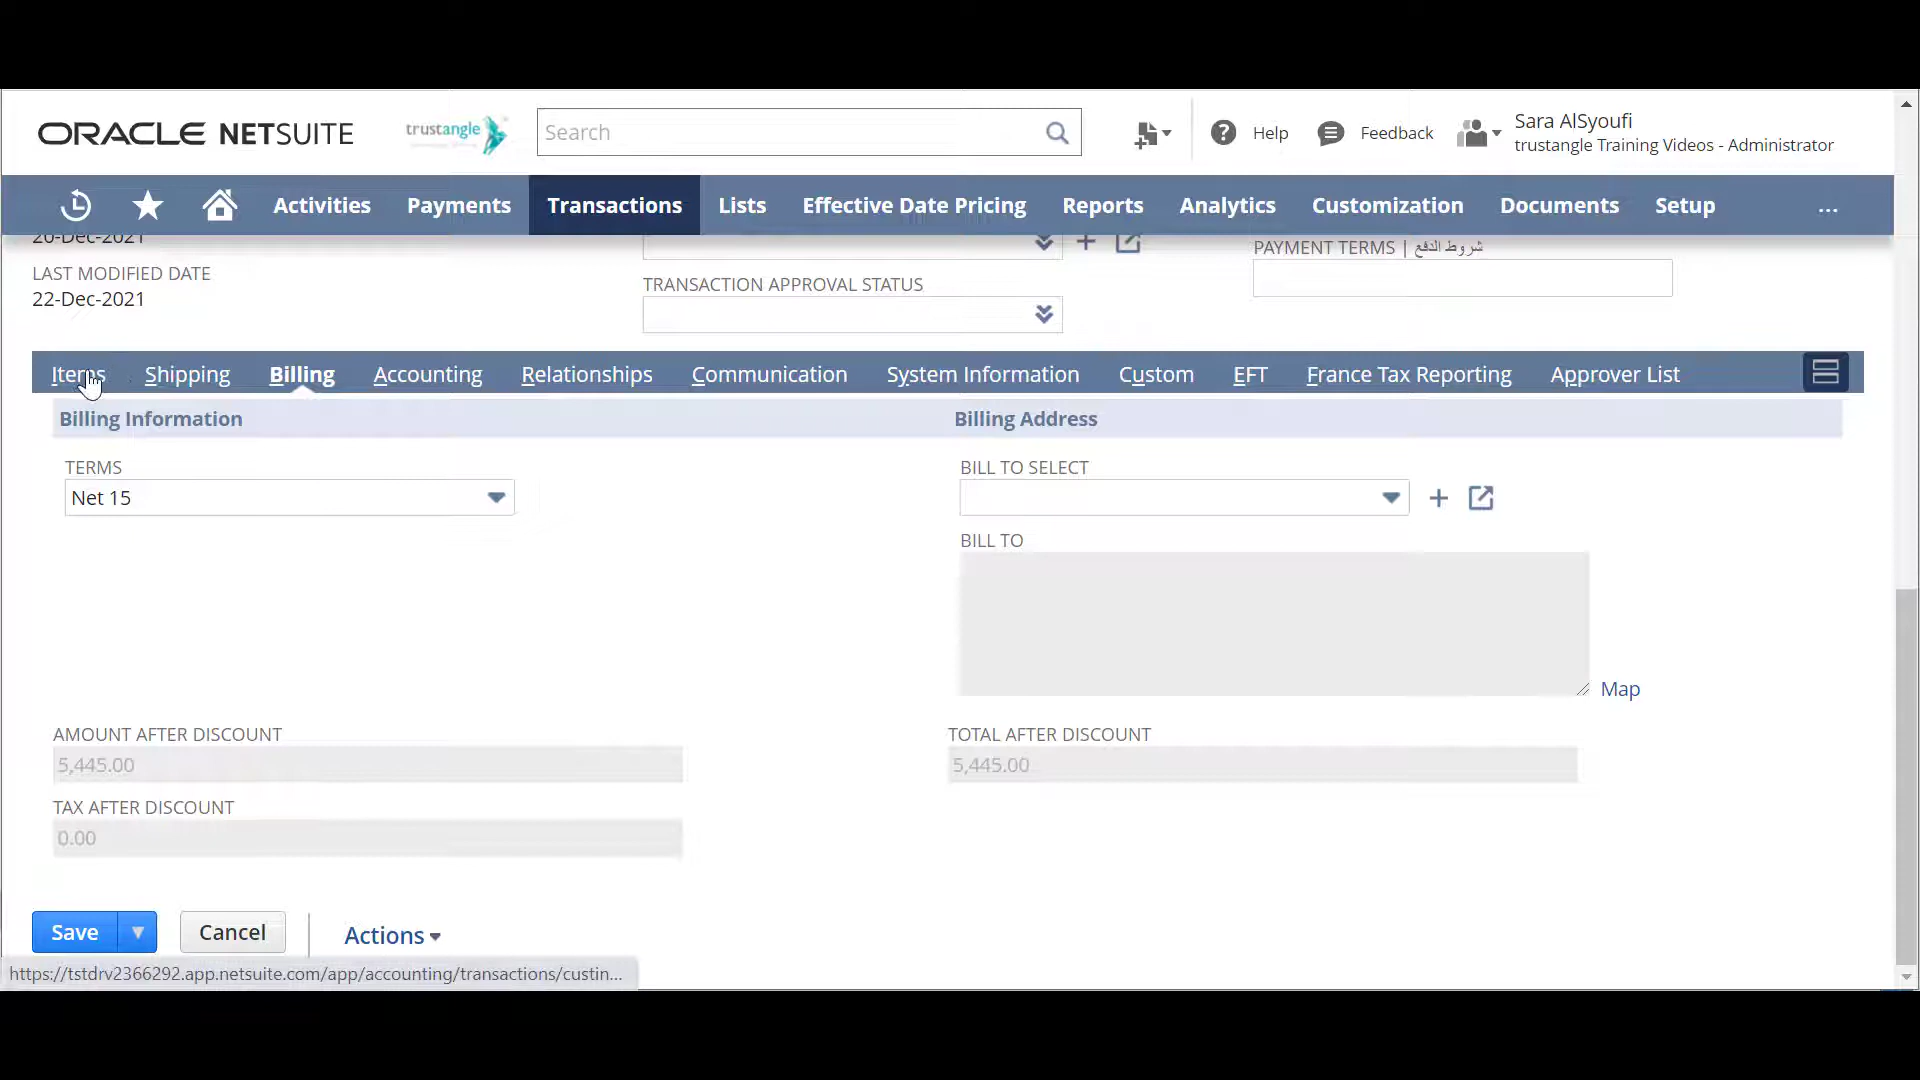 ORACLE NETSUITE
trustangle
Search
Help
Feedback
Sara AlSyoufi
trustangle Training Videos - Administrator
Activities
Payments
Transactions
Lists
Effective Date Pricing
Reports
Analytics
Customization
Documents
Setup
...
20-Dec-2021
LAST MODIFIED DATE
22-Dec-2021
TRANSACTION APPROVAL STATUS
PAYMENT TERMS | شروط الدفع
Items
Shipping
Billing
Accounting
Relationships
Communication
System Information
Custom
EFT
France Tax Reporting
Approver List
Billing Information
Billing Address
TERMS
Net 15
BILL TO SELECT
BILL TO
Map
AMOUNT AFTER DISCOUNT
5,445.00
TOTAL AFTER DISCOUNT
5,445.00
TAX AFTER DISCOUNT
0.00
Save
Cancel
Actions
https://tstdrv2366292.app.netsuite.com/app/accounting/transactions/custin...